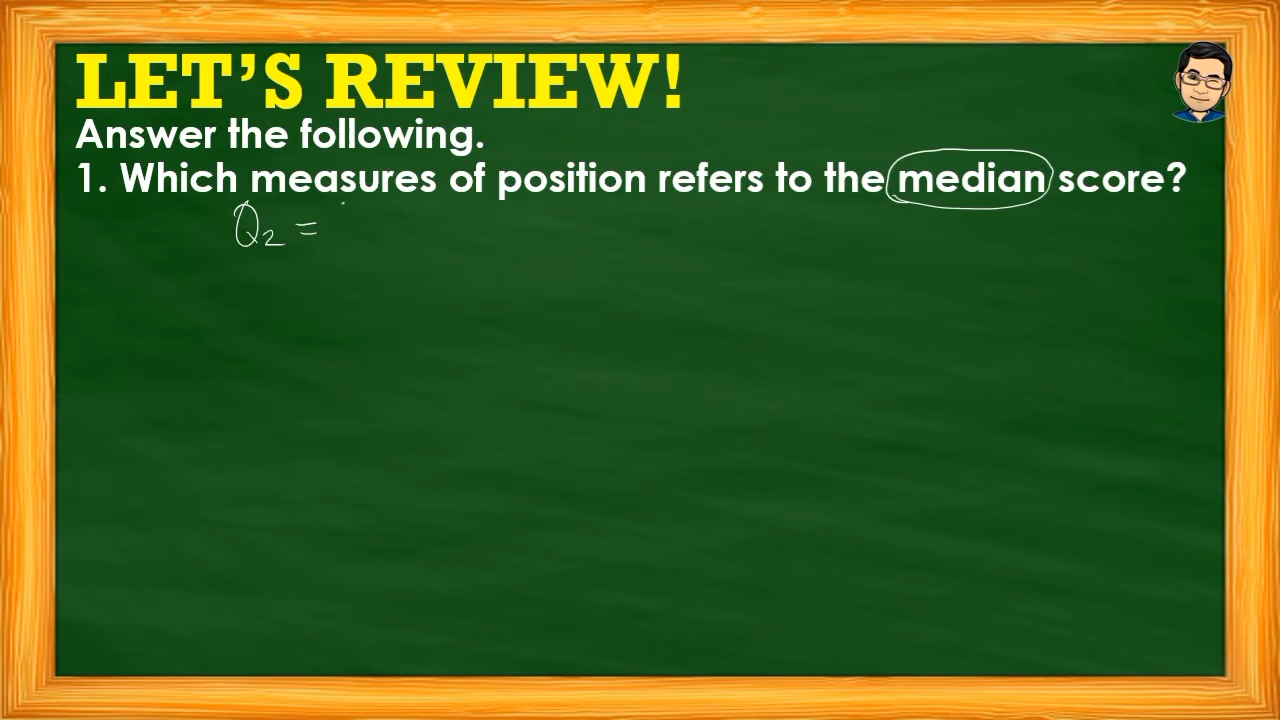 LET'S REVIEW!
Answer the following.
1. Which measures of position refers to the median score?
Q₂ =